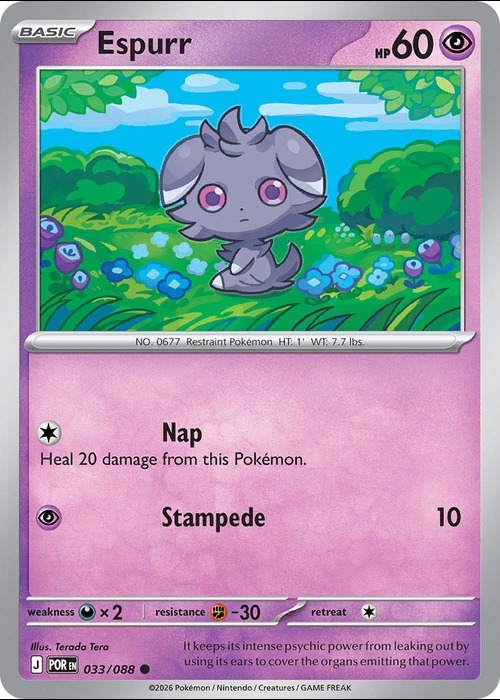 BASIC
Espurr
HP 60
NO. 0677 Restraint Pokémon HT: 1' WT: 7.7 lbs.
Nap
Heal 20 damage from this Pokémon.
Stampede 10
weakness ×2 resistance -30 retreat
Illus. Terada Tera
It keeps its intense psychic power from leaking out by
using its ears to cover the organs emitting that power.
J POR EN 033/088
©2026 Pokémon / Nintendo / Creatures / GAME FREAK